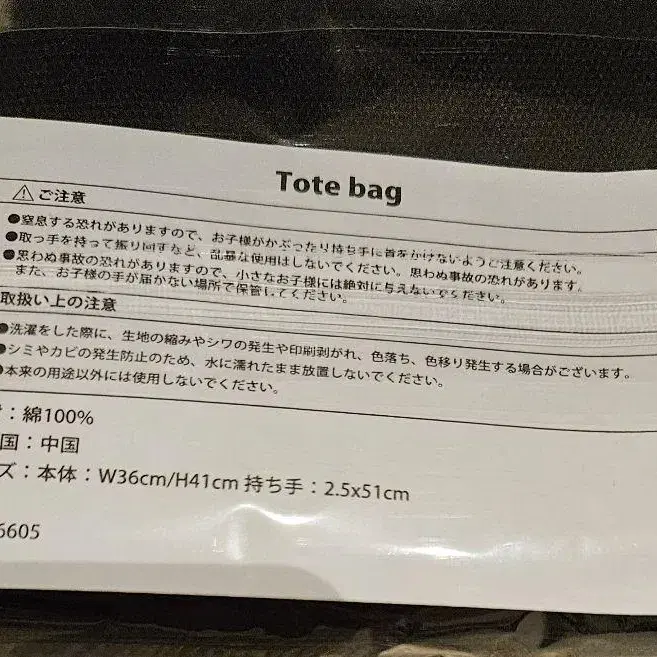 Tote bag
⚠ご注意
●窒息する恐れがありますので、お子様がかぶったり持ち手に首をかけないようご注意ください。
●取っ手を持って振り回すなど、乱暴な使用はしないでください。思わぬ事故の恐れがあります。
●思わぬ事故の恐れがありますので、小さなお子様には絶対に与えないでください。
また、お子様の手が届かない場所で保管してください。
取扱い上の注意
●洗濯をした際に、生地の縮みやシワの発生や印刷剥がれ、色落ち、色移り発生する場合がございます。
●シミやカビの発生防止のため、水に濡れたまま放置しないでください。
●本来の用途以外には使用しないでください。
：綿100%
国：中国
ズ：本体：W36cm/H41cm 持ち手：2.5x51cm
6605